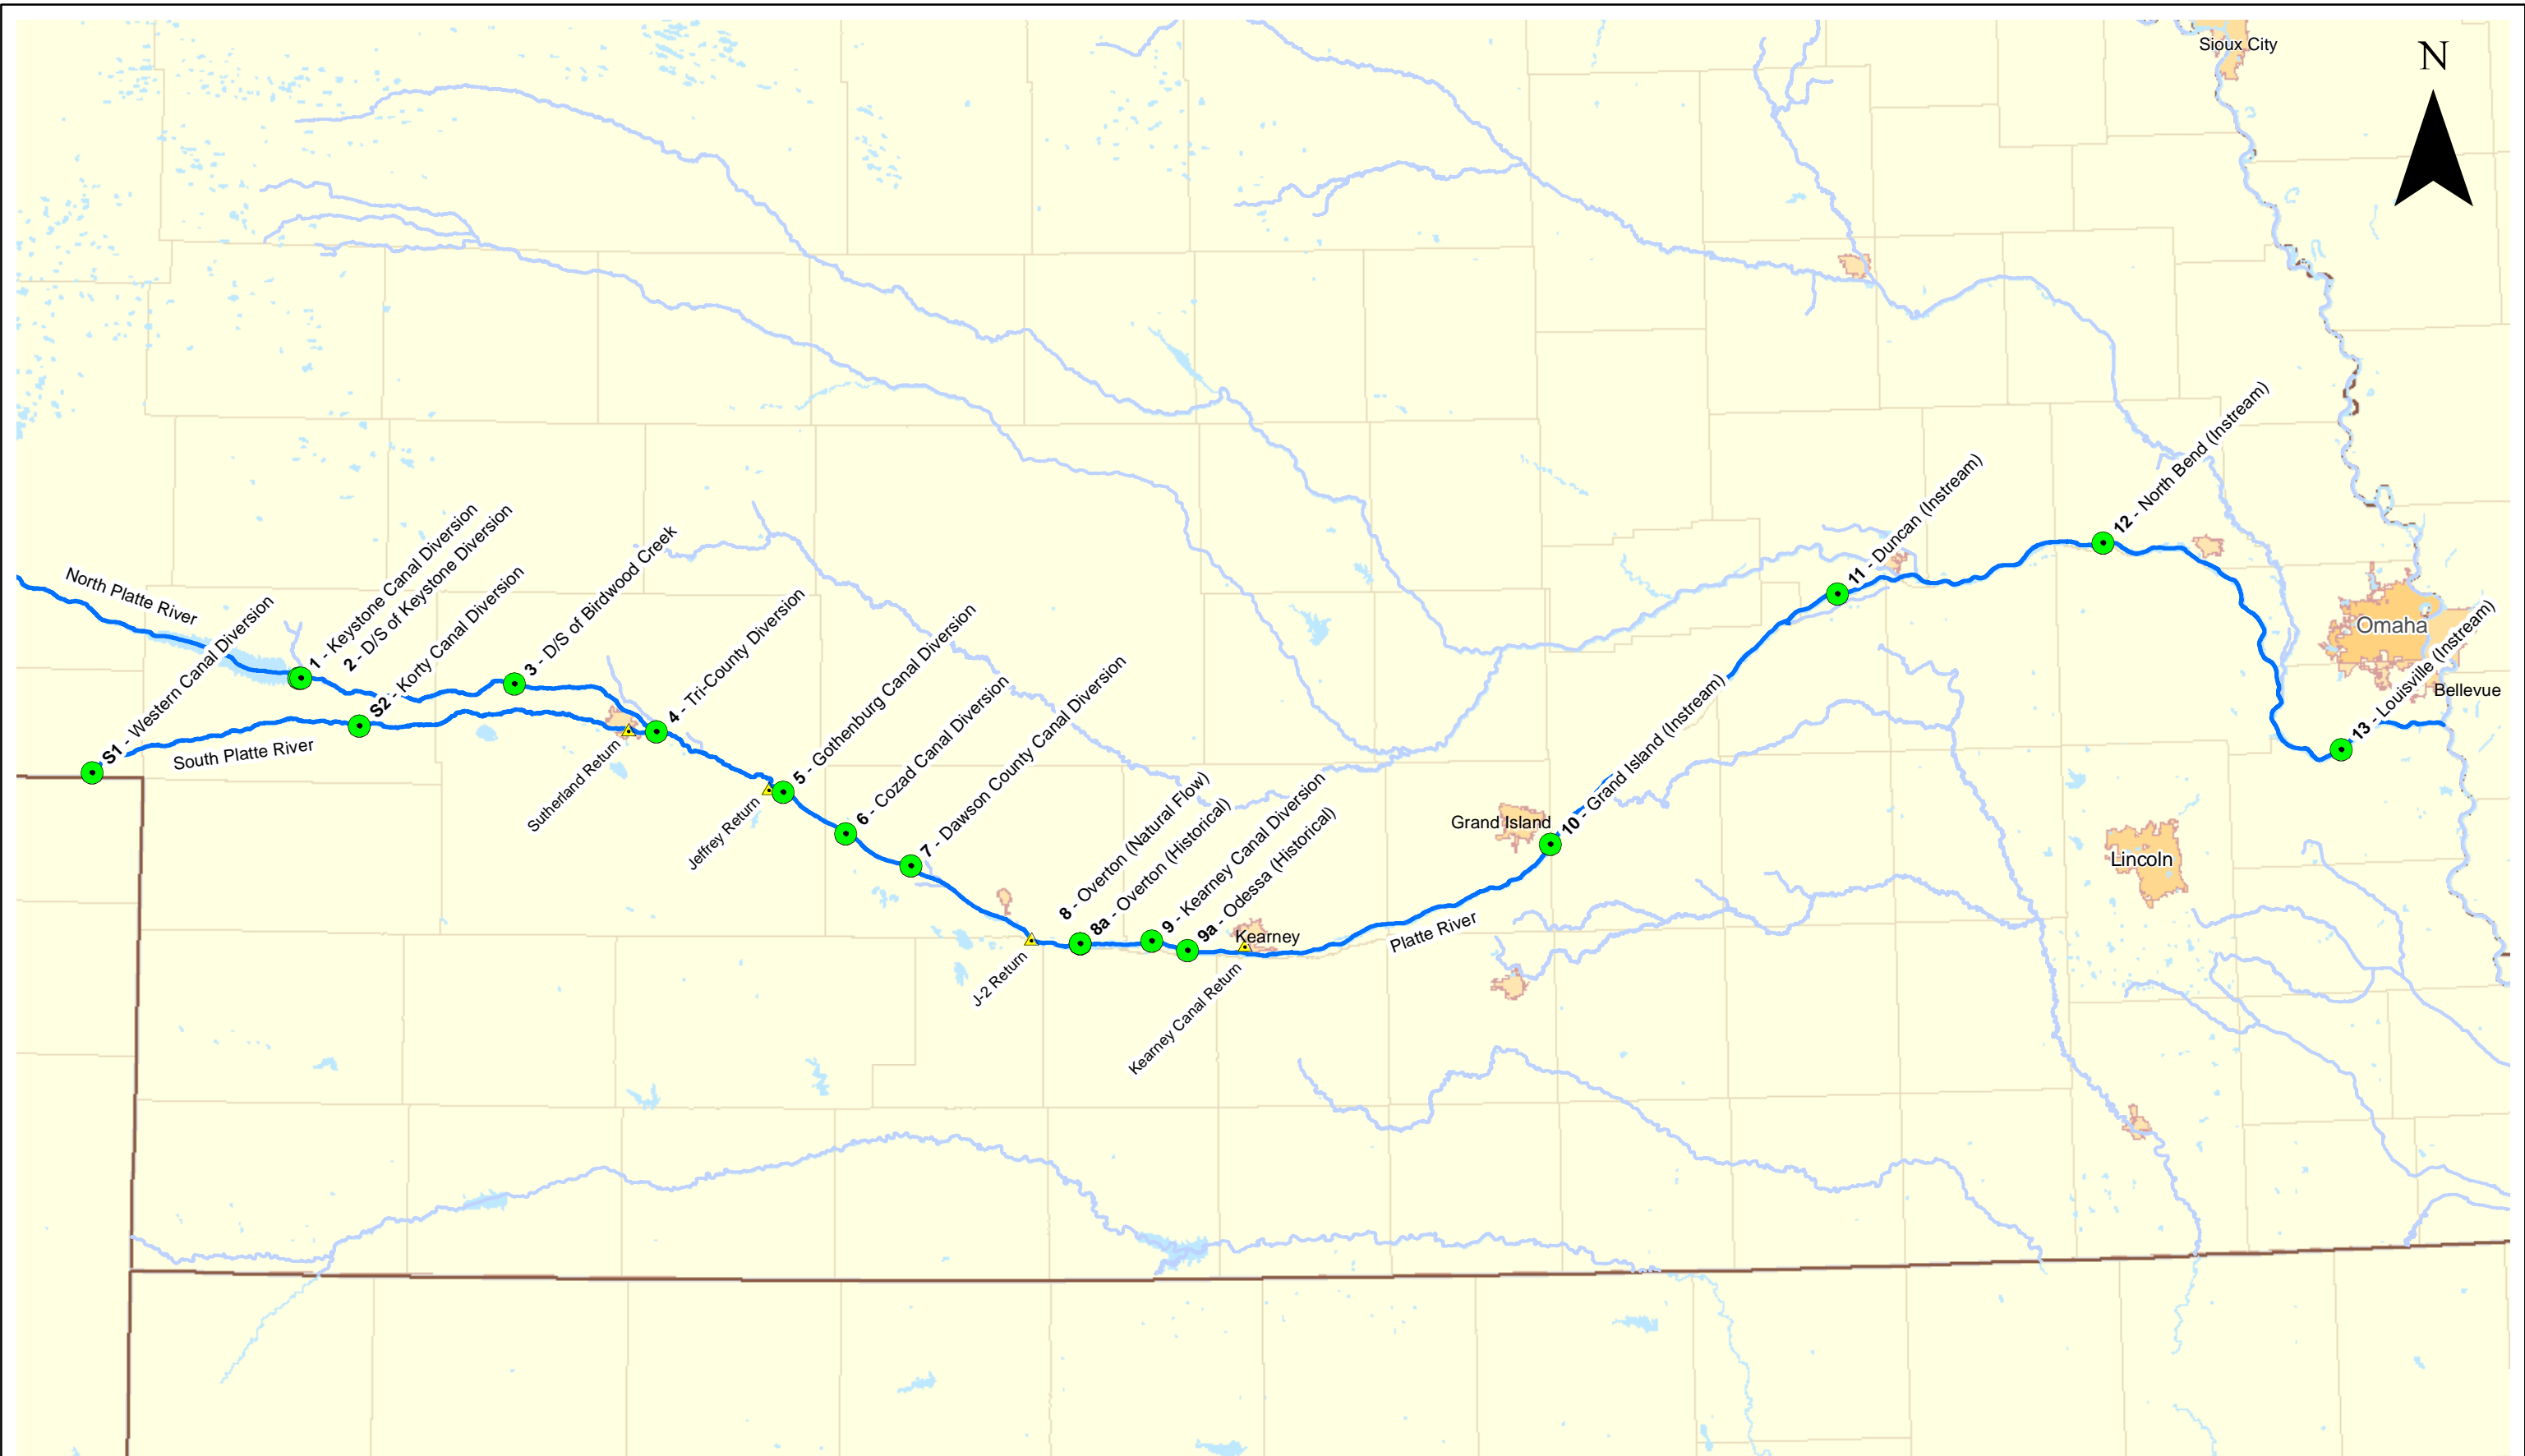 Sioux City
N
North Platte River
S1 - Western Canal Diversion
South Platte River
1 - Keystone Canal Diversion
2 - D/S of Keystone Diversion
S2 - Korty Canal Diversion
3 - D/S of Birdwood Creek
Sutherland Return
4 - Tri-County Diversion
Jeffrey Return
5 - Gothenburg Canal Diversion
6 - Cozad Canal Diversion
7 - Dawson County Canal Diversion
J-2 Return
8 - Overton (Natural Flow)
8a - Overton (Historical)
9 - Kearney Canal Diversion
9a - Odessa (Historical)
Kearney
Kearney Canal Return
Platte River
Grand Island
10 - Grand Island (Instream)
11 - Duncan (Instream)
12 - North Bend (Instream)
Omaha
13 - Louisville (Instream)
Bellevue
Lincoln